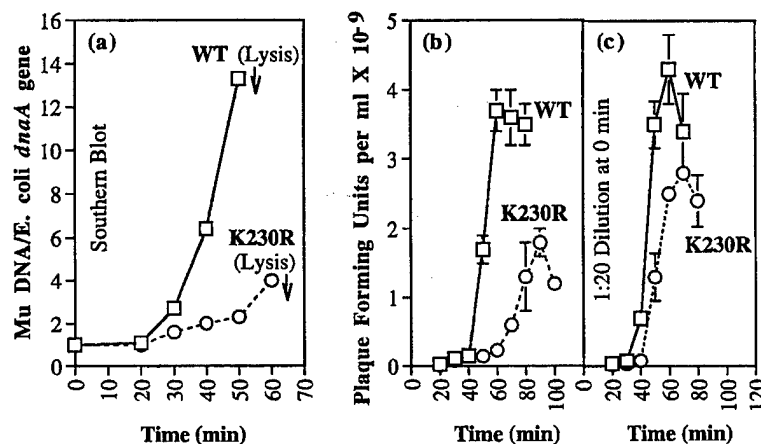 (a)
WT (Lysis)
K230R
(Lysis)
Southern Blot
Mu DNA/E. coli dnaA gene
16
14
12
10
8
6
4
2
0
0 10 20 30 40 50 60 70
Time (min)
(b)
WT
K230R
Plaque Forming Units per ml X 10-9
5
4
3
2
1
0
0 20 40 60 80 100
Time (min)
(c)
WT
K230R
1:20 Dilution at 0 min
0 20 40 60 80 100 120
Time (min)